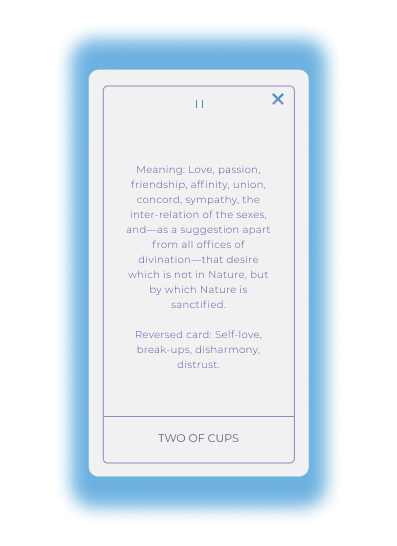 II
Meaning: Love, passion,
friendship, affinity, union,
concord, sympathy, the
inter-relation of the sexes,
and—as a suggestion apart
from all offices of
divination—that desire
which is not in Nature, but
by which Nature is
sanctified.
Reversed card: Self-love,
break-ups, disharmony,
distrust.
TWO OF CUPS